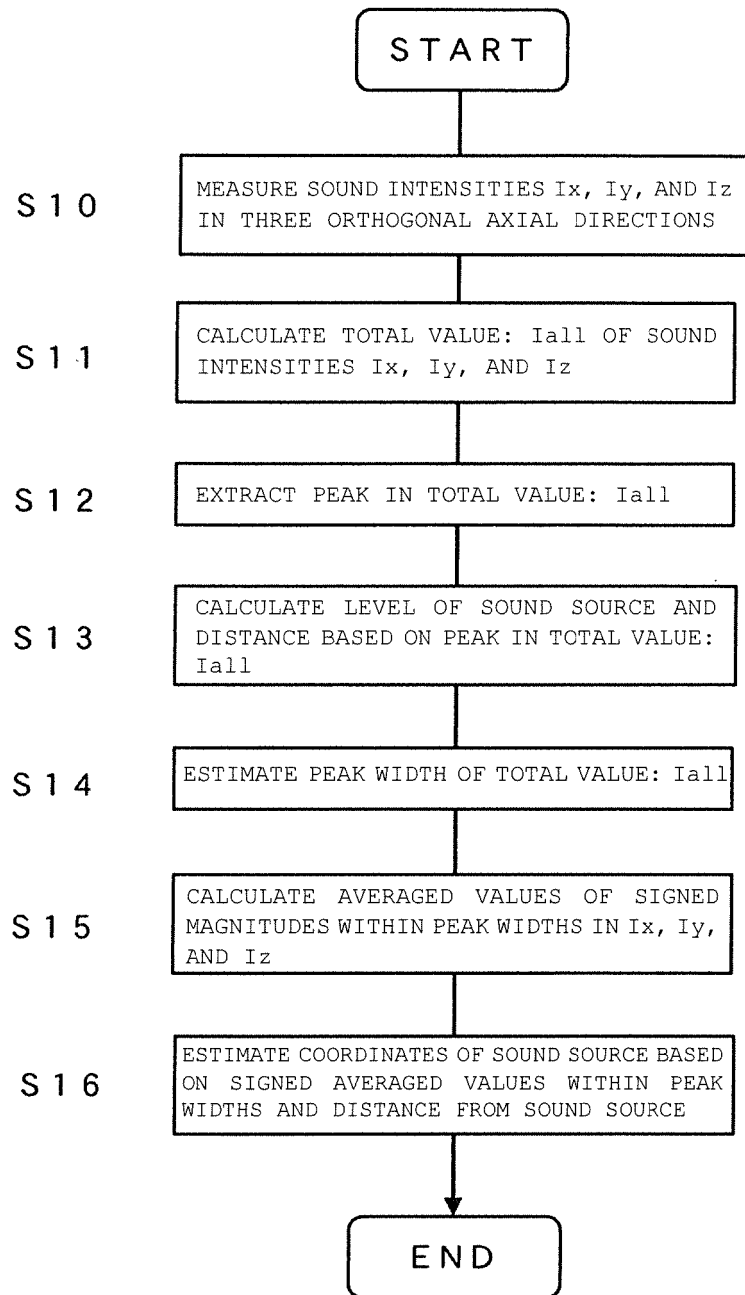 START
S10
MEASURE SOUND INTENSITIES Ix, Iy, AND Iz
IN THREE ORTHOGONAL AXIAL DIRECTIONS
S11
CALCULATE TOTAL VALUE: Iall OF SOUND
INTENSITIES Ix, Iy, AND Iz
S12
EXTRACT PEAK IN TOTAL VALUE: Iall
S13
CALCULATE LEVEL OF SOUND SOURCE AND
DISTANCE BASED ON PEAK IN TOTAL VALUE:
Iall
S14
ESTIMATE PEAK WIDTH OF TOTAL VALUE: Iall
S15
CALCULATE AVERAGED VALUES OF SIGNED
MAGNITUDES WITHIN PEAK WIDTHS IN Ix, Iy,
AND Iz
S16
ESTIMATE COORDINATES OF SOUND SOURCE BASED
ON SIGNED AVERAGED VALUES WITHIN PEAK
WIDTHS AND DISTANCE FROM SOUND SOURCE
END